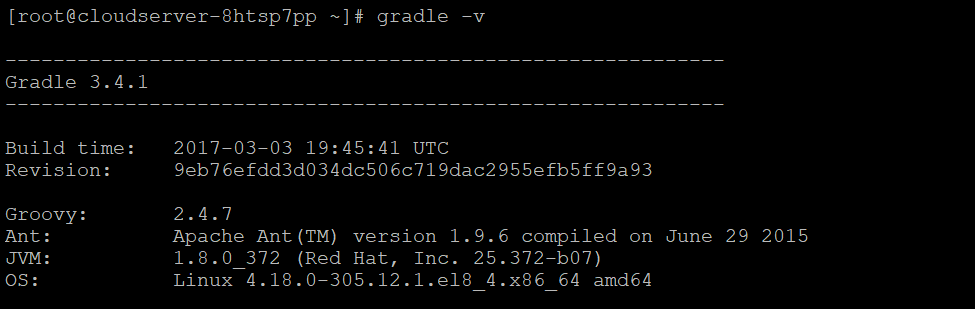 [root@cloudserver-8htsp7pp ~]# gradle -v
------------------------------------------------------------
Gradle 3.4.1
------------------------------------------------------------
Build time:   2017-03-03 19:45:41 UTC
Revision:     9eb76efdd3d034dc506c719dac2955efb5ff9a93
Groovy:       2.4.7
Ant:          Apache Ant(TM) version 1.9.6 compiled on June 29 2015
JVM:          1.8.0_372 (Red Hat, Inc. 25.372-b07)
OS:           Linux 4.18.0-305.12.1.el8_4.x86_64 amd64